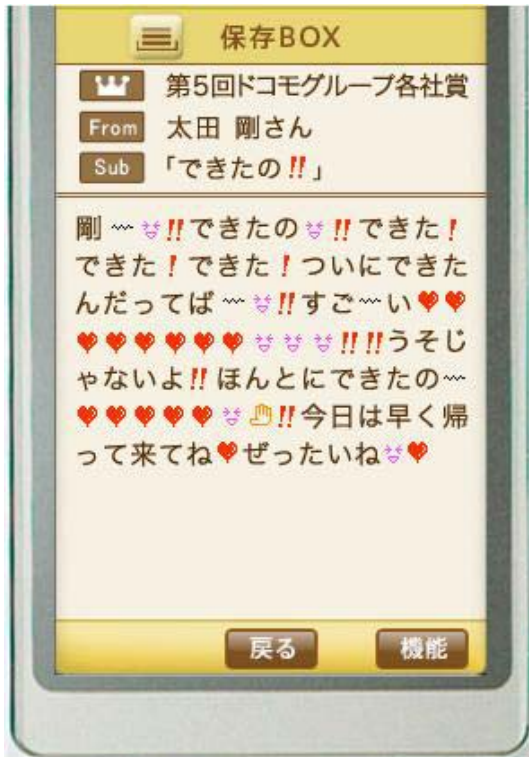 保存BOX
第5回ドコモグループ各社賞
From 太田 剛さん
Sub 「できたの‼」
剛〰‼できたの‼できた!
できた!できた!ついにできた
んだってば〰‼すご〰い♥♥
♥♥♥♥♥♥‼‼うそじ
ゃないよ‼ほんとにできたの〰
♥♥♥♥♥✋‼今日は早く帰
って来てね♥ぜったいね♥
戻る 機能